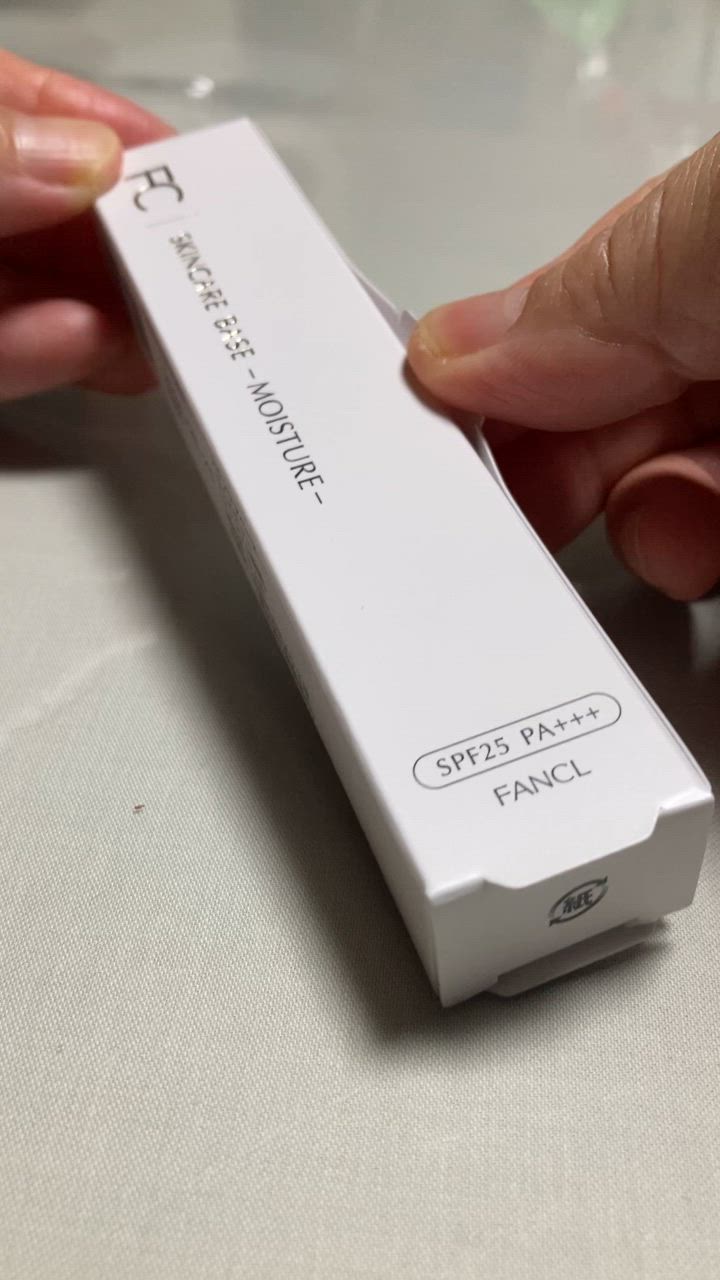 FC
SKINCARE BASE -MOISTURE-
SPF25 PA+++
FANCL
紙